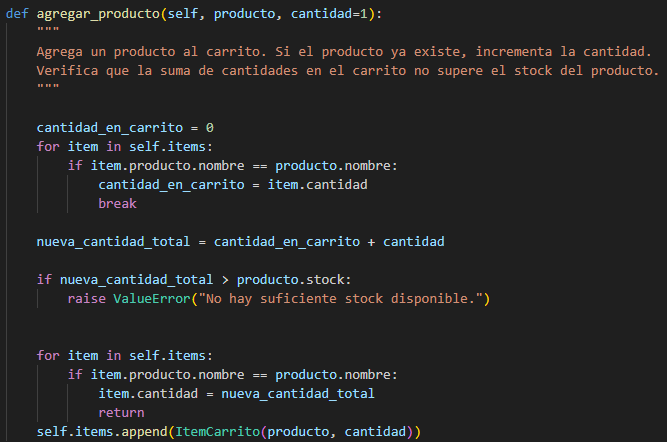 def agregar_producto(self, producto, cantidad=1):
    """
    Agrega un producto al carrito. Si el producto ya existe, incrementa la cantidad.
    Verifica que la suma de cantidades en el carrito no supere el stock del producto.
    """
    cantidad_en_carrito = 0
    for item in self.items:
        if item.producto.nombre == producto.nombre:
            cantidad_en_carrito = item.cantidad
            break
    nueva_cantidad_total = cantidad_en_carrito + cantidad
    if nueva_cantidad_total > producto.stock:
        raise ValueError("No hay suficiente stock disponible.")
    for item in self.items:
        if item.producto.nombre == producto.nombre:
            item.cantidad = nueva_cantidad_total
            return
    self.items.append(ItemCarrito(producto, cantidad))